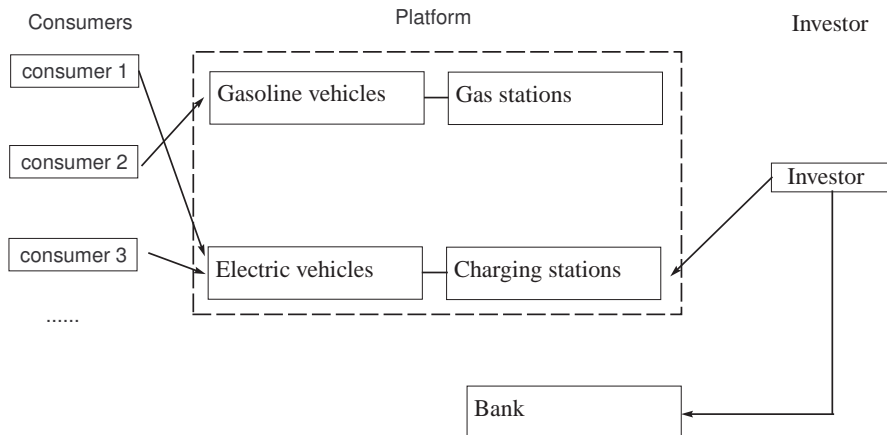 Consumers
Platform
Investor
consumer 1
Gasoline vehicles
Gas stations
consumer 2
Investor
consumer 3
Electric vehicles
Charging stations
......
Bank